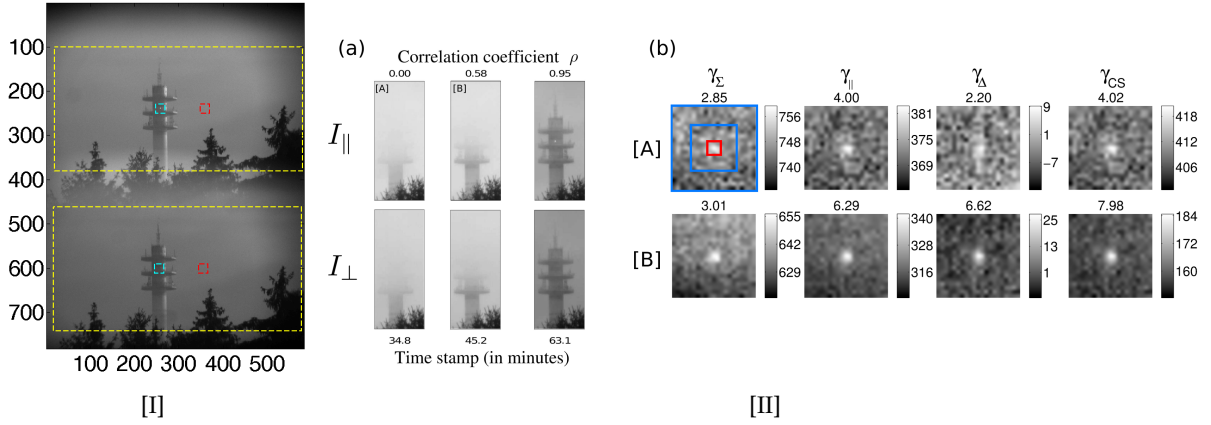 100
200
300
400
500
600
700
100 200 300 400 500
[I]
(a)
Correlation coefficient ρ
0.00 0.58 0.95
[A] [B]
I∥
I⊥
34.8 45.2 63.1
Time stamp (in minutes)
(b)
γΣ γ∥ γΔ γCS
2.85 4.00 2.20 4.02
[A]
756 381 9 418
748 375 1 412
740 369 −7 406
3.01 6.29 6.62 7.98
[B]
655 340 25 184
642 328 13 172
629 316 1 160
[II]